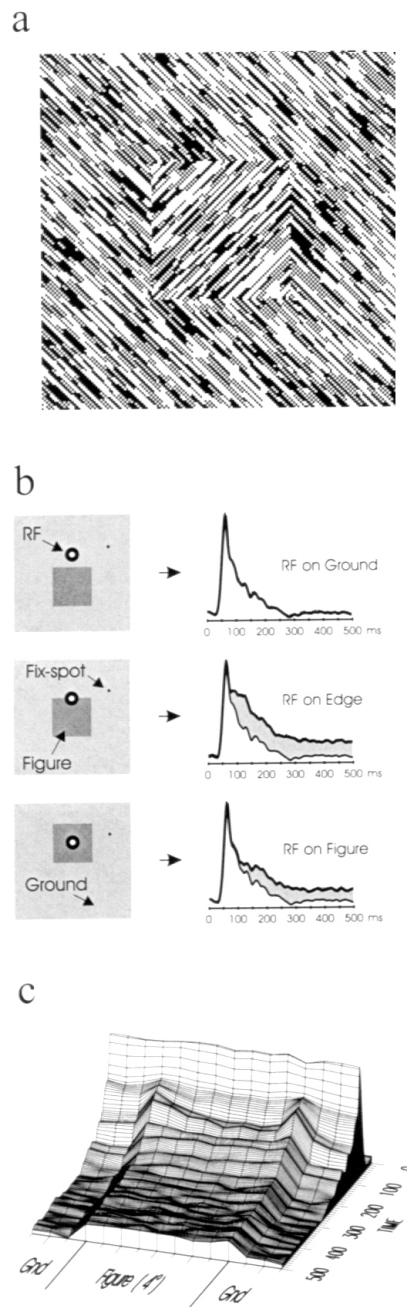 a
b
RF
RF on Ground
0 100 200 300 400 500 ms
Fix-spot
Figure
RF on Edge
0 100 200 300 400 500 ms
RF on Figure
Ground
0 100 200 300 400 500 ms
c
0
100
200
300
400
500
TIME
Grnd
Figure (4°)
Grnd